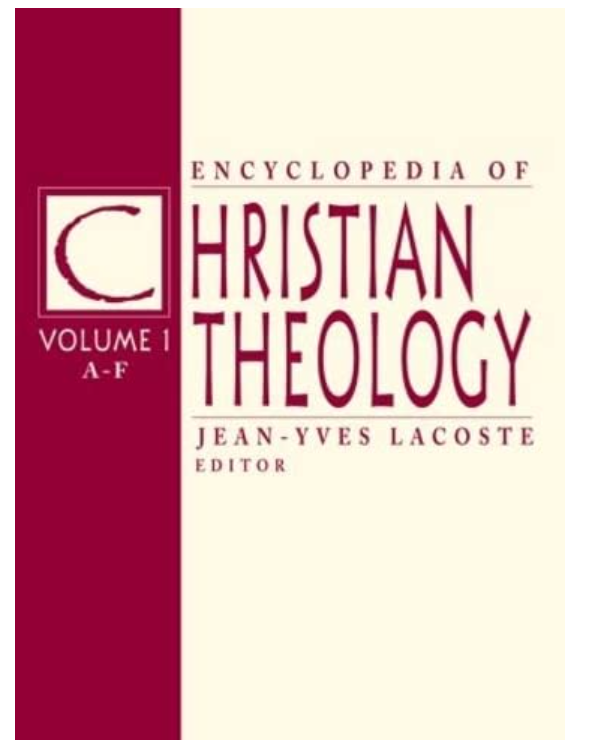 ENCYCLOPEDIA OF
CHRISTIAN
THEOLOGY
VOLUME 1
A-F
JEAN-YVES LACOSTE
EDITOR